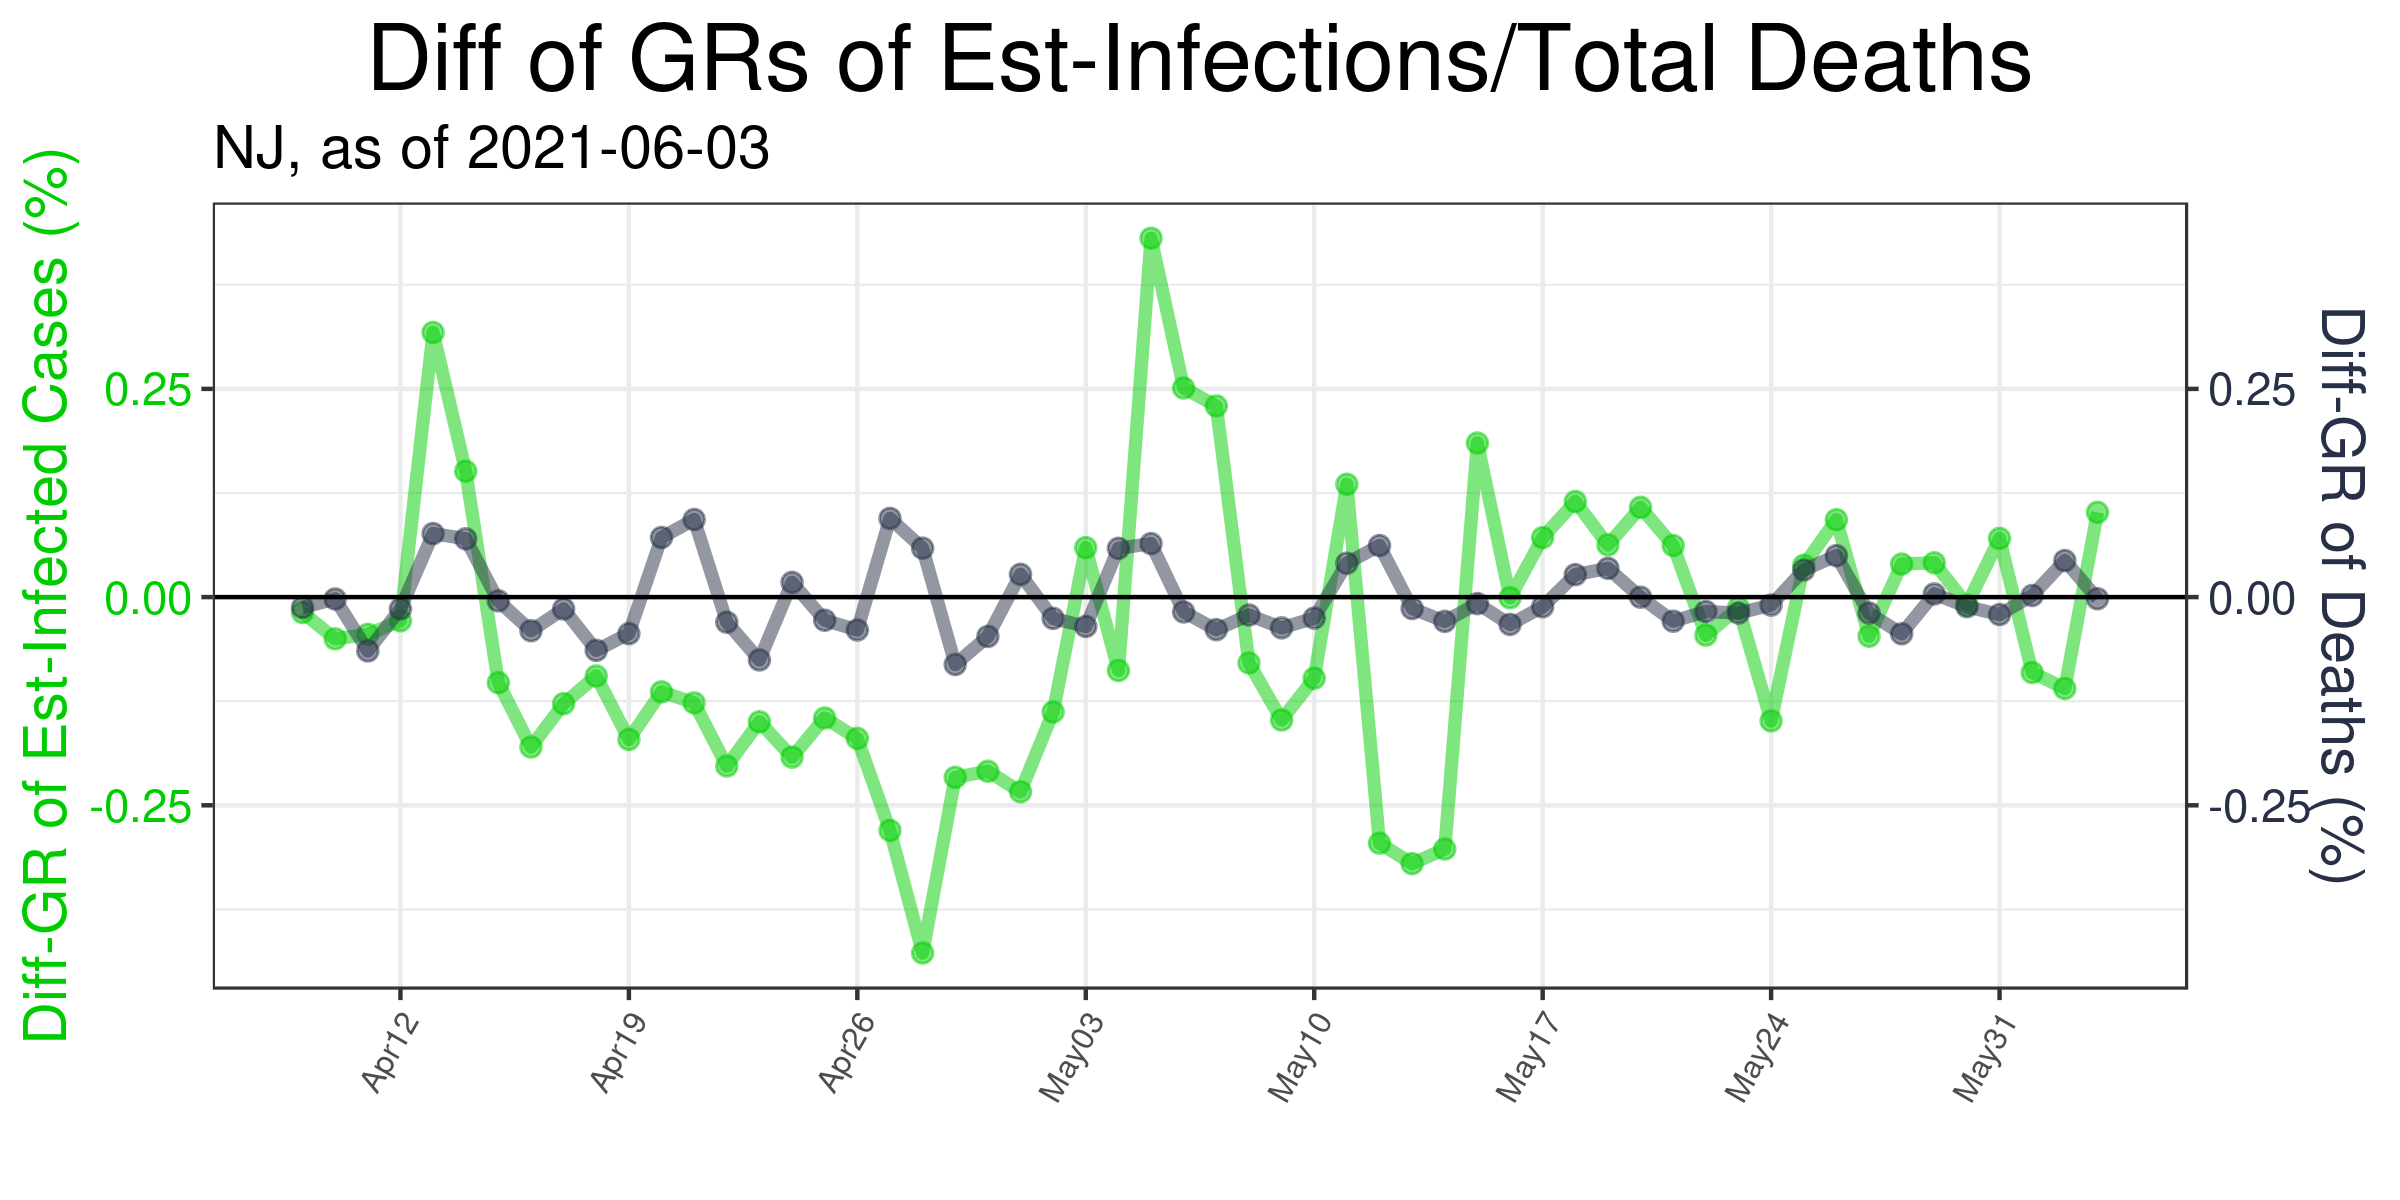 Diff of GRs of Est-Infections/Total Deaths
NJ, as of 2021-06-03
Diff-GR of Est-Infected Cases (%)
0.25
0.00
-0.25
0.25
0.00
-0.25
Diff-GR of Deaths (%)
Apr12
Apr19
Apr26
May03
May10
May17
May24
May31